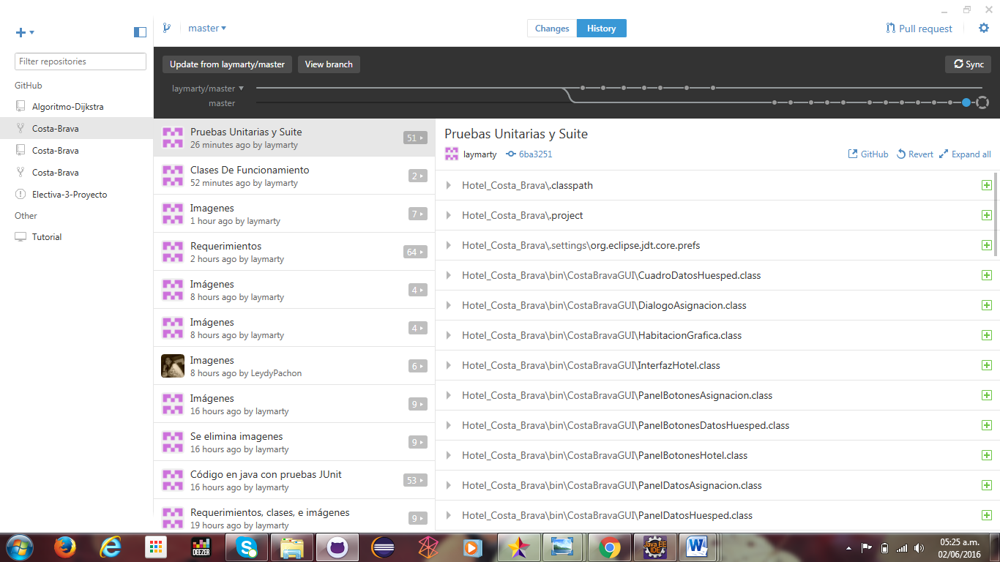 master
Changes
History
Pull request
Filter repositories
GitHub
Algoritmo-Dijkstra
Costa-Brava
Costa-Brava
Costa-Brava
Electiva-3-Proyecto
Other
Tutorial
Update from laymarty/master
View branch
Sync
laymarty/master
master
Pruebas Unitarias y Suite
26 minutes ago by laymarty
51
Clases De Funcionamiento
52 minutes ago by laymarty
2
Imagenes
1 hour ago by laymarty
7
Requerimientos
2 hours ago by laymarty
64
Imágenes
8 hours ago by laymarty
4
Imágenes
8 hours ago by laymarty
4
Imagenes
8 hours ago by LeydyPachon
6
Imágenes
16 hours ago by laymarty
9
Se elimina imagenes
16 hours ago by laymarty
9
Código en java con pruebas JUnit
16 hours ago by laymarty
53
Requerimientos, clases, e imágenes
19 hours ago by laymarty
9
Pruebas Unitarias y Suite
laymarty
6ba3251
GitHub
Revert
Expand all
Hotel_Costa_Brava\.classpath
Hotel_Costa_Brava\.project
Hotel_Costa_Brava\.settings\org.eclipse.jdt.core.prefs
Hotel_Costa_Brava\bin\CostaBravaGUI\CuadroDatosHuesped.class
Hotel_Costa_Brava\bin\CostaBravaGUI\DialogoAsignacion.class
Hotel_Costa_Brava\bin\CostaBravaGUI\HabitacionGrafica.class
Hotel_Costa_Brava\bin\CostaBravaGUI\InterfazHotel.class
Hotel_Costa_Brava\bin\CostaBravaGUI\PanelBotonesAsignacion.class
Hotel_Costa_Brava\bin\CostaBravaGUI\PanelBotonesDatosHuesped.class
Hotel_Costa_Brava\bin\CostaBravaGUI\PanelBotonesHotel.class
Hotel_Costa_Brava\bin\CostaBravaGUI\PanelDatosAsignacion.class
Hotel_Costa_Brava\bin\CostaBravaGUI\PanelDatosHuesped.class
DEEZER
Java EE
IDE
05:25 a.m.
02/06/2016